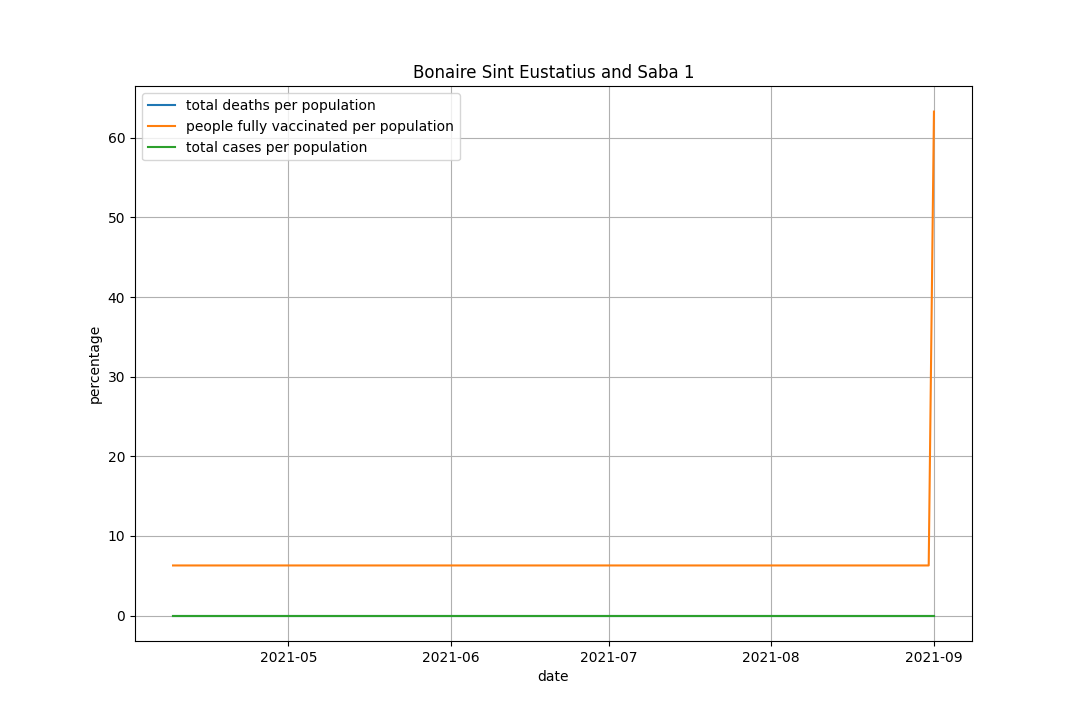 Bonaire Sint Eustatius and Saba 1
total deaths per population
people fully vaccinated per population
total cases per population
60
50
40
30
20
10
0
percentage
2021-05 2021-06 2021-07 2021-08 2021-09
date